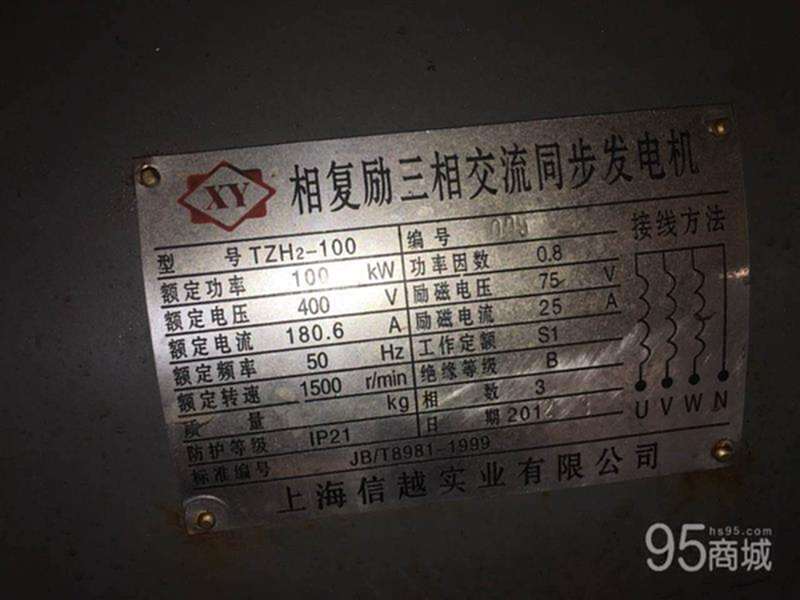 XY 相复励三相交流同步发电机
型 号 TZH2-100 编号
接线方法
额定功率 100 kW 功率因数 0.8
额定电压 400 V 励磁电压 75 V
额定电流 180.6 A 励磁电流 25 A
额定频率 50 Hz 工作定额 S1
额定转速 1500 r/min 绝缘等级 B
质 量 kg 相 数 3
防护等级 IP21 日 期 201
标准编号 JB/T8981-1999
U V W N
上海信越实业有限公司
hs95.com
95商城